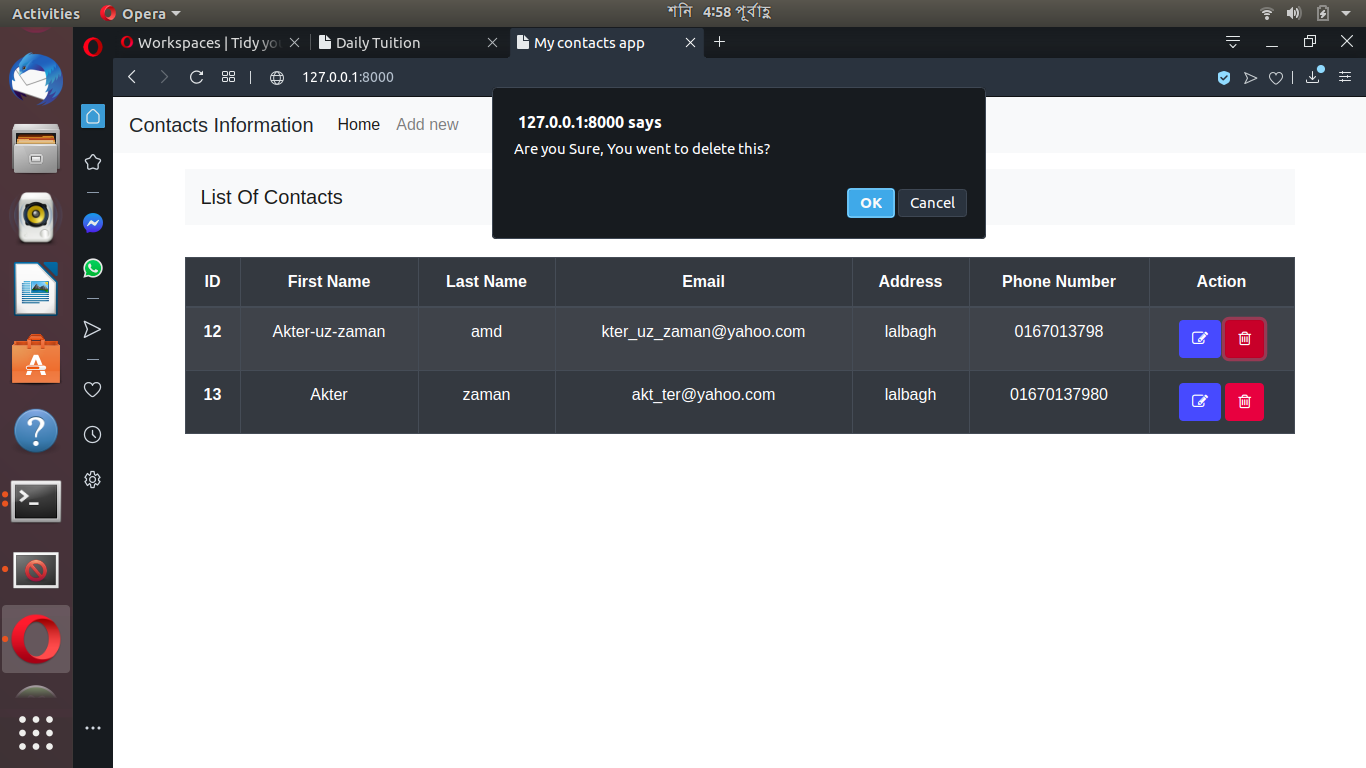 Activities Opera শনি 4:58 পূর্বাহ্ণ
Workspaces | Tidy you Daily Tuition My contacts app
127.0.0.1:8000
Contacts Information Home Add new
127.0.0.1:8000 says
Are you Sure, You went to delete this?
OK Cancel
List Of Contacts
ID First Name Last Name Email Address Phone Number Action
12 Akter-uz-zaman amd kter_uz_zaman@yahoo.com lalbagh 0167013798
13 Akter zaman akt_ter@yahoo.com lalbagh 01670137980